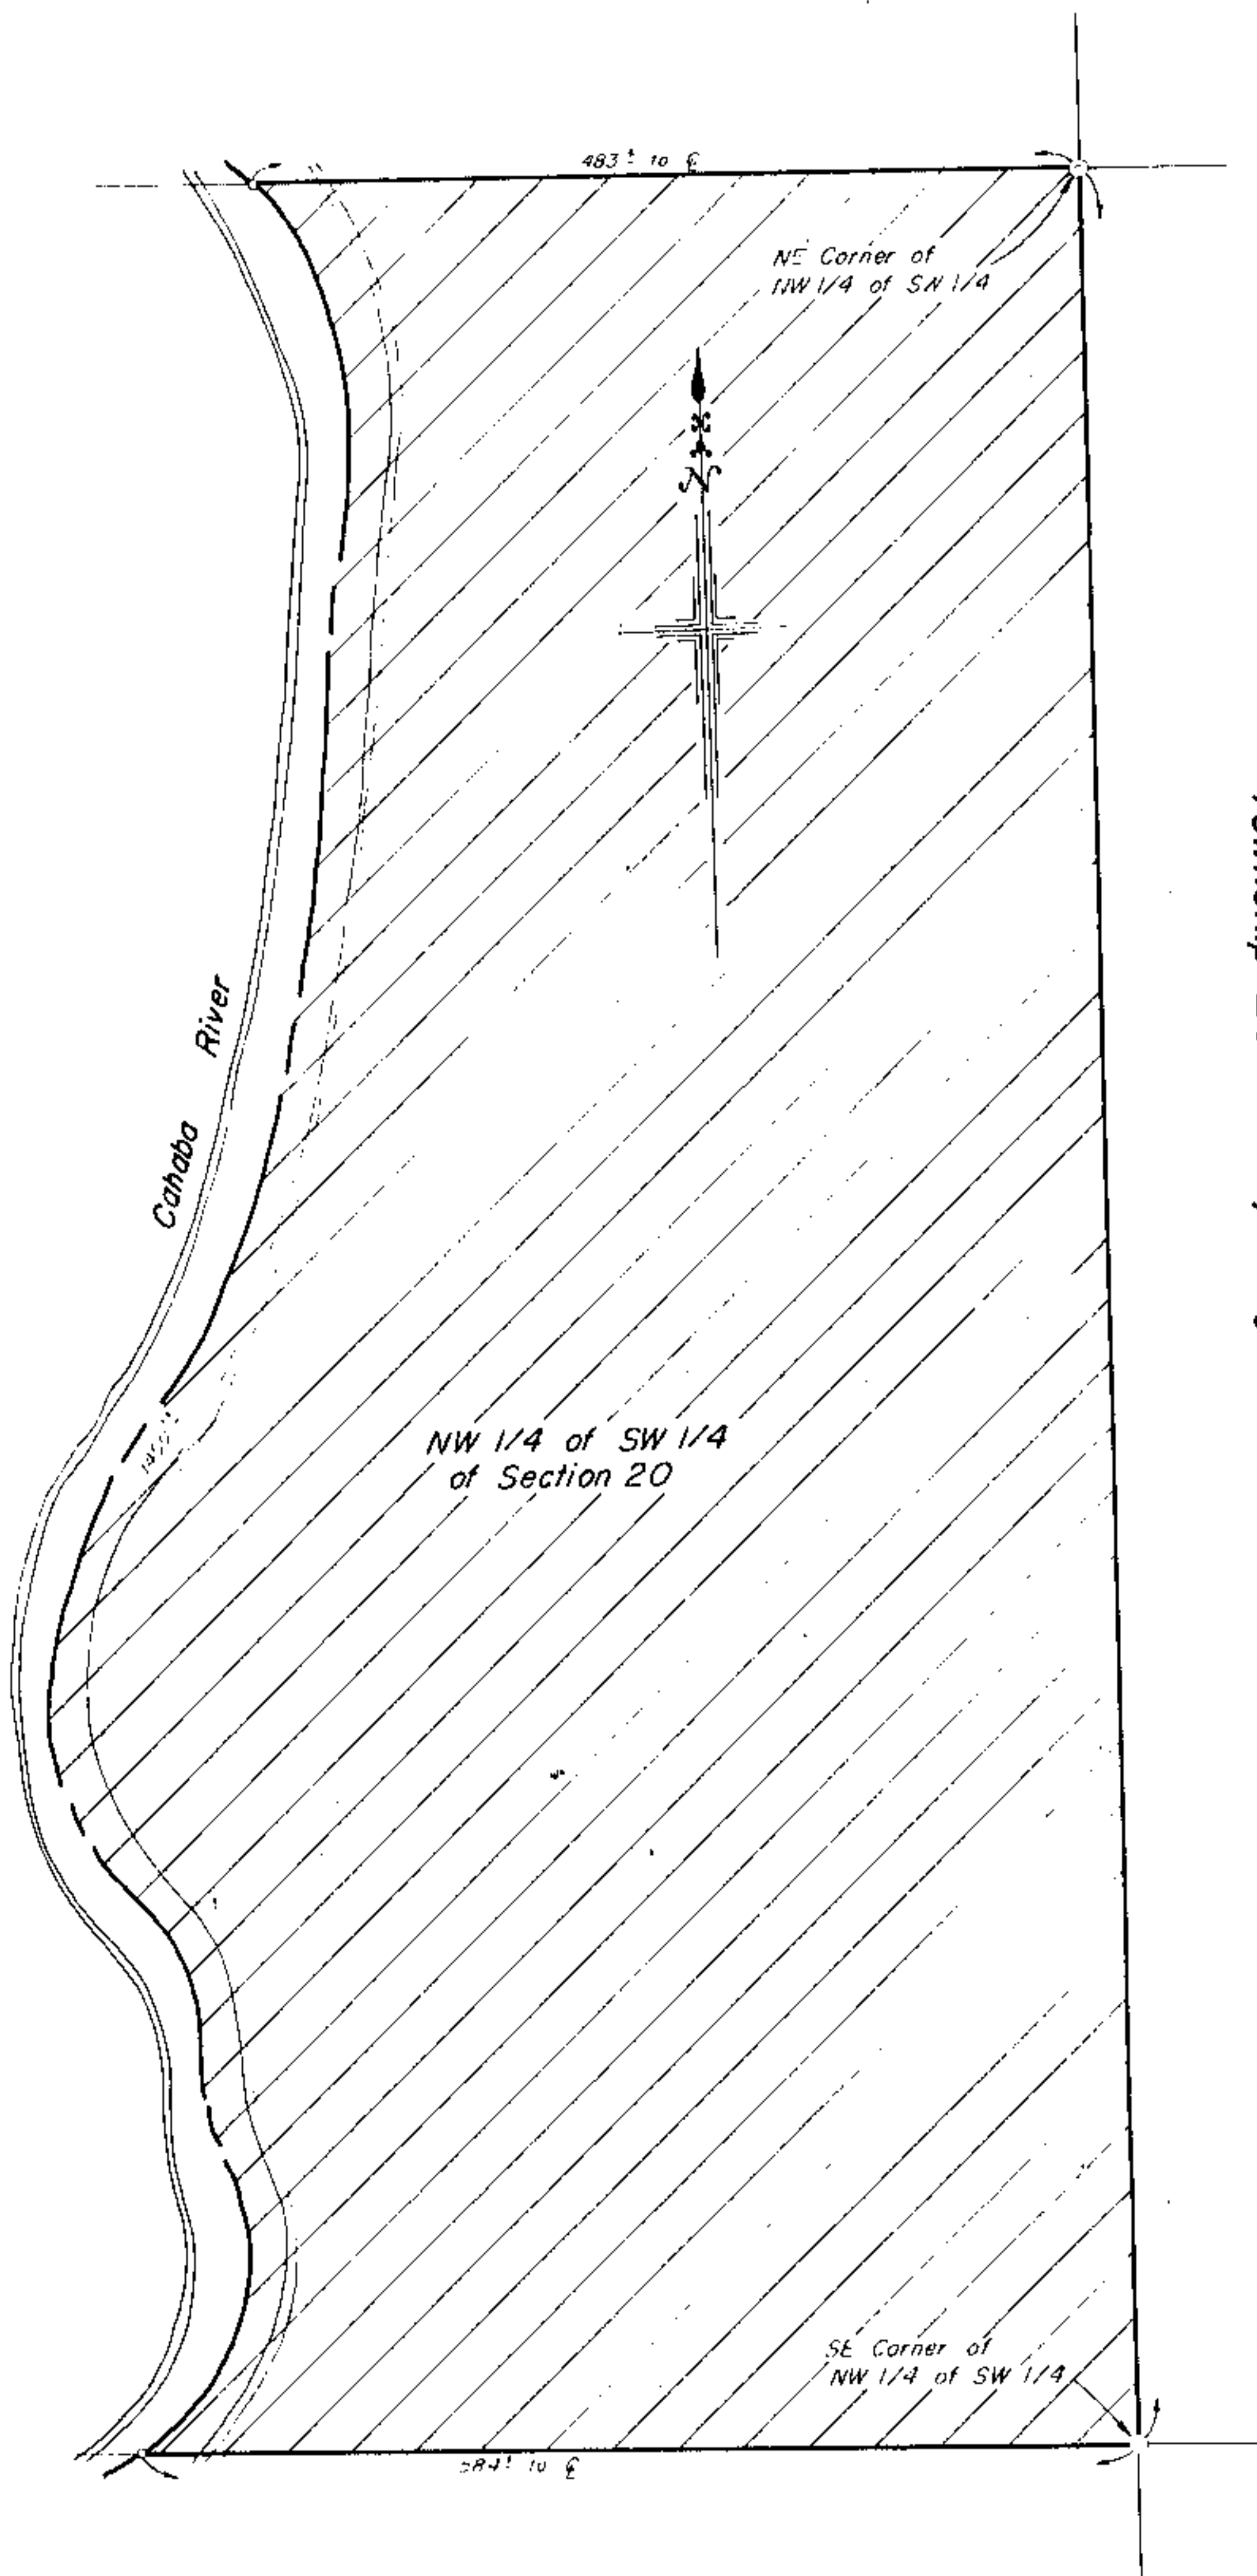 483± to ℄
NE Corner of
NW 1/4 of SW 1/4
N
Cahaba River
NW 1/4 of SW 1/4
of Section 20
SE Corner of
NW 1/4 of SW 1/4
584± to ℄